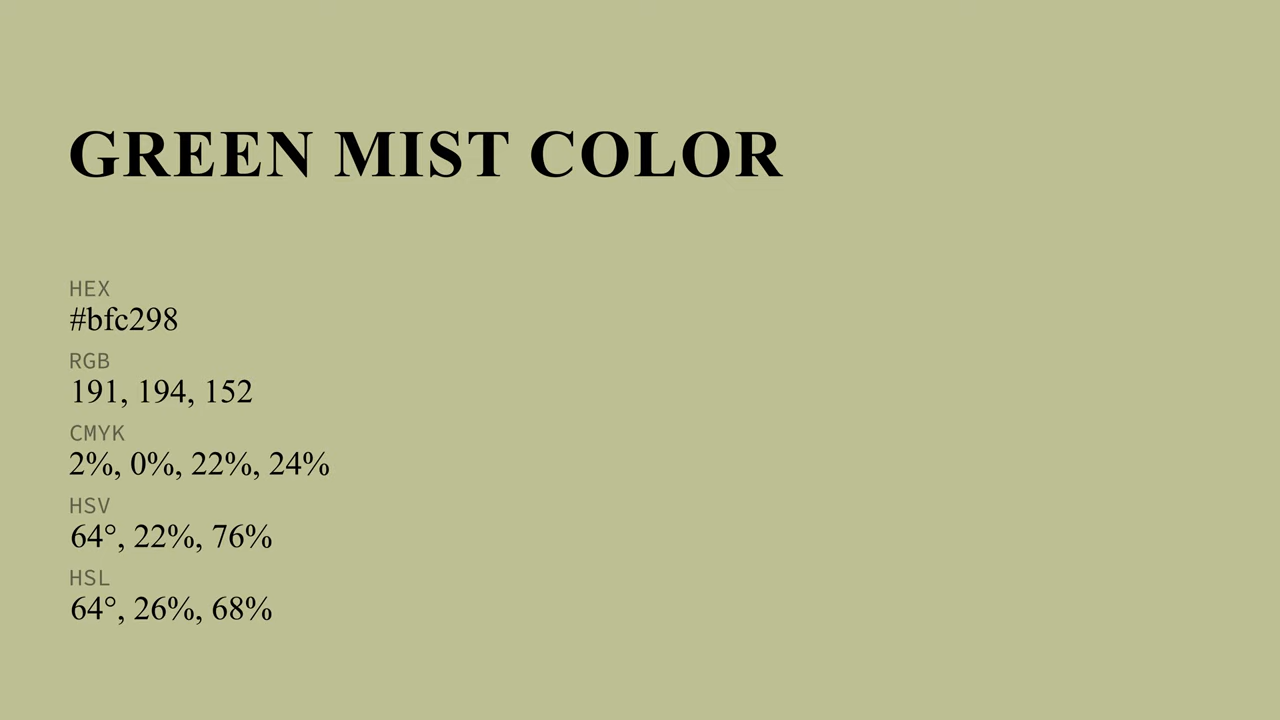 GREEN MIST COLOR
HEX
#bfc298
RGB
191, 194, 152
CMYK
2%, 0%, 22%, 24%
HSV
64°, 22%, 76%
HSL
64°, 26%, 68%